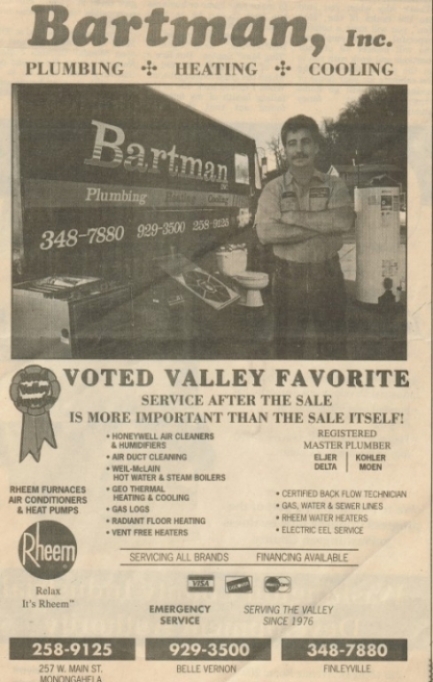 Bartman, Inc.
PLUMBING ✣ HEATING ✣ COOLING
Bartman
Plumbing Heating Cooling
348-7880 929-3500 258-9125
VOTED VALLEY FAVORITE
SERVICE AFTER THE SALE
IS MORE IMPORTANT THAN THE SALE ITSELF!
RHEEM FURNACES
AIR CONDITIONERS
& HEAT PUMPS
Rheem
Relax
It's Rheem™
• HONEYWELL AIR CLEANERS
& HUMIDIFIERS
• AIR DUCT CLEANING
• WEIL-McLAIN
HOT WATER & STEAM BOILERS
• GEO THERMAL
HEATING & COOLING
• GAS LOGS
• RADIANT FLOOR HEATING
• VENT FREE HEATERS
REGISTERED
MASTER PLUMBER
ELJER KOHLER
DELTA MOEN
• CERTIFIED BACK FLOW TECHNICIAN
• GAS, WATER & SEWER LINES
• RHEEM WATER HEATERS
• ELECTRIC EEL SERVICE
SERVICING ALL BRANDS FINANCING AVAILABLE
VISA
EMERGENCY
SERVICE
SERVING THE VALLEY
SINCE 1976
258-9125
257 W. MAIN ST.
MONONGAHELA
929-3500
BELLE VERNON
348-7880
FINLEYVILLE